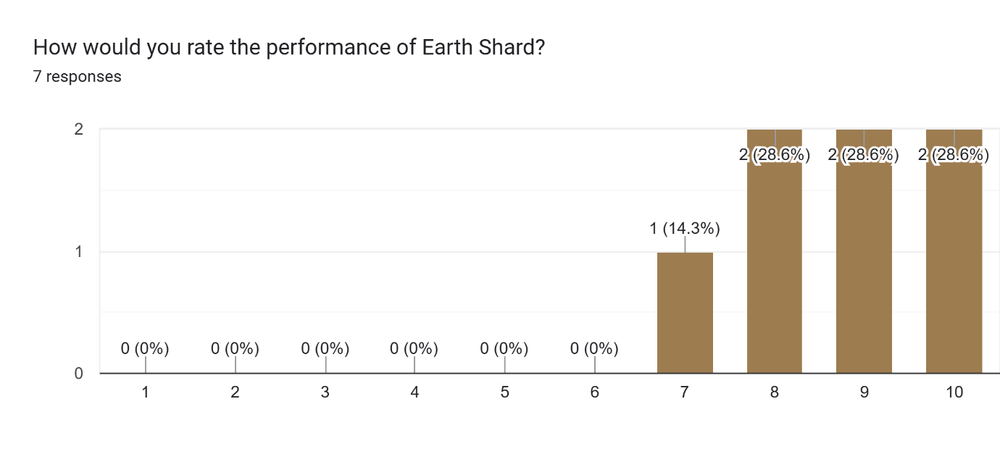 How would you rate the performance of Earth Shard?
7 responses
2
2 (28.6%) 2 (28.6%) 2 (28.6%)
1 (14.3%)
1
0 (0%) 0 (0%) 0 (0%) 0 (0%) 0 (0%) 0 (0%)
0
1 2 3 4 5 6 7 8 9 10